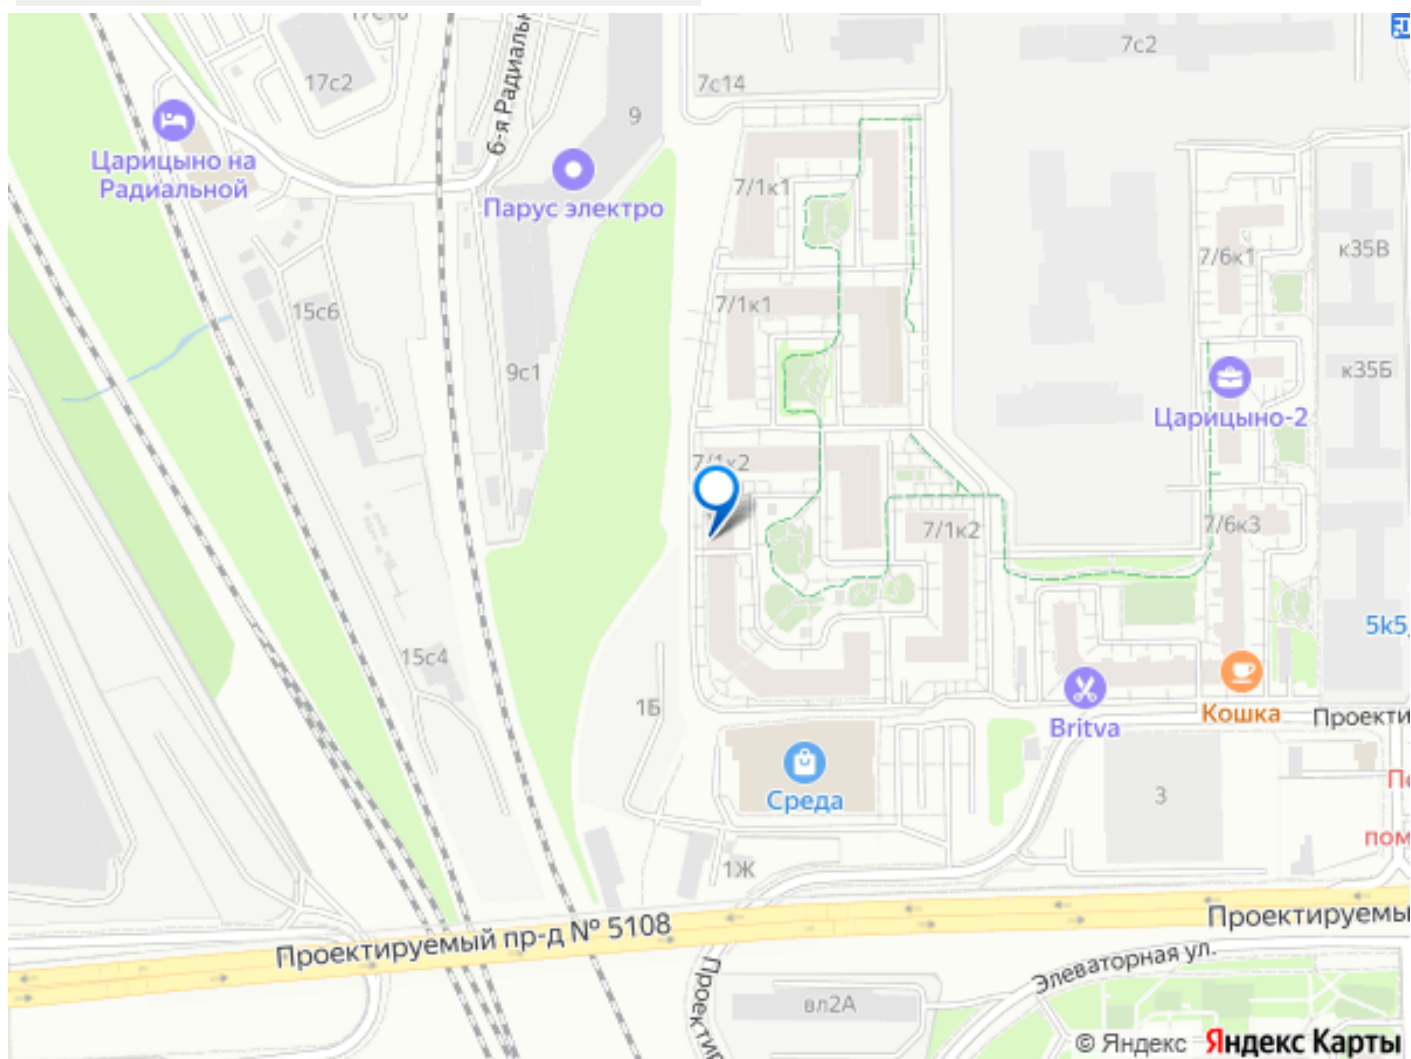 17с2
7с14
7с2
9
6-я Радиальн
Царицыно на
Радиальной
Парус электро
7/1к1
7/6к1
к35В
7/1к1
15с6
9с1
к35Б
Царицыно-2
7/1к2
7/1к2
7/6к3
5k5
15с4
1Б
Britva
Кошка
Проекти
Среда
3
1Ж
пом
Проектируемый пр-д № 5108
Проектируемы
Элеваторная ул.
Проектир
вл2А
© Яндекс Яндекс Карты